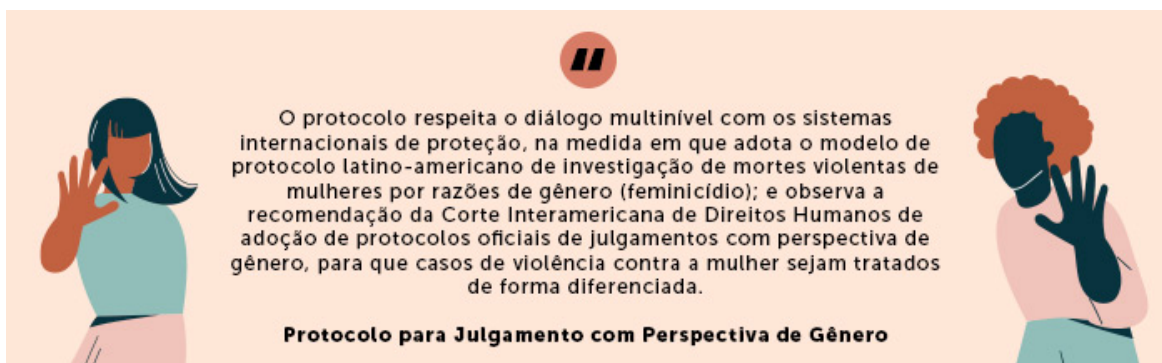 "
O protocolo respeita o diálogo multinível com os sistemas
internacionais de proteção, na medida em que adota o modelo de
protocolo latino-americano de investigação de mortes violentas de
mulheres por razões de gênero (feminicídio); e observa a
recomendação da Corte Interamericana de Direitos Humanos de
adoção de protocolos oficiais de julgamentos com perspectiva de
gênero, para que casos de violência contra a mulher sejam tratados
de forma diferenciada.
Protocolo para Julgamento com Perspectiva de Gênero